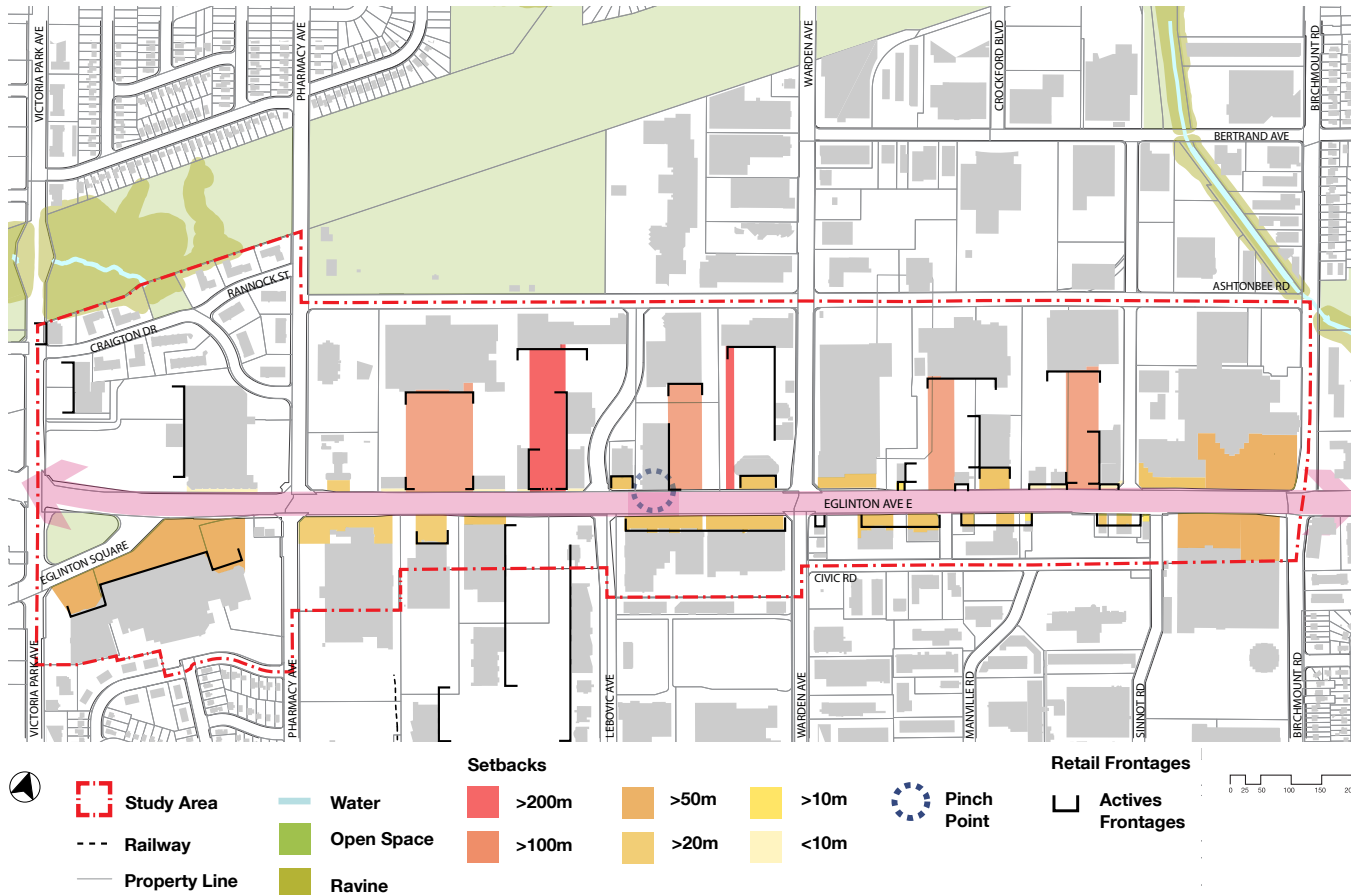 VICTORIA PARK AVE
PHARMACY AVE
WARDEN AVE
CROCKFORD BLVD
BIRCHMOUNT RD
BERTRAND AVE
ASHTONBEE RD
RANNOCK ST
CRAIGTON DR
EGLINTON AVE E
EGLINTON SQUARE
CIVIC RD
VICTORIA PARK AVE
PHARMACY AVE
LEBOVIC AVE
WARDEN AVE
MANVILE RD
SINNOT RD
BIRCHMOUNT RD
Study Area
Railway
Property Line
Water
Open Space
Ravine
Setbacks
>200m
>100m
>50m
>20m
>10m
<10m
Pinch
Point
Retail Frontages
Actives
Frontages
0 25 50 100 150